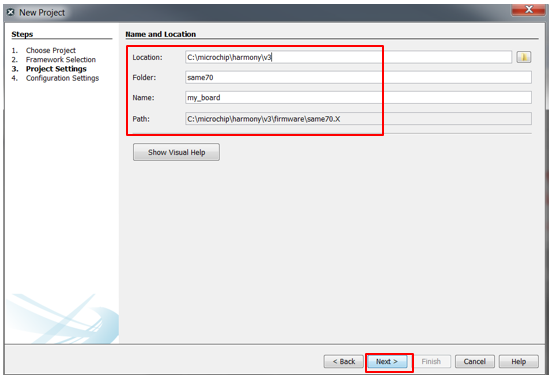 New Project
Steps
1. Choose Project
2. Framework Selection
3. Project Settings
4. Configuration Settings
Name and Location
Location: C:\microchip\harmony\v3
Folder: same70
Name: my_board
Path: C:\microchip\harmony\v3\firmware\same70.X
Show Visual Help
< Back Next > Finish Cancel Help